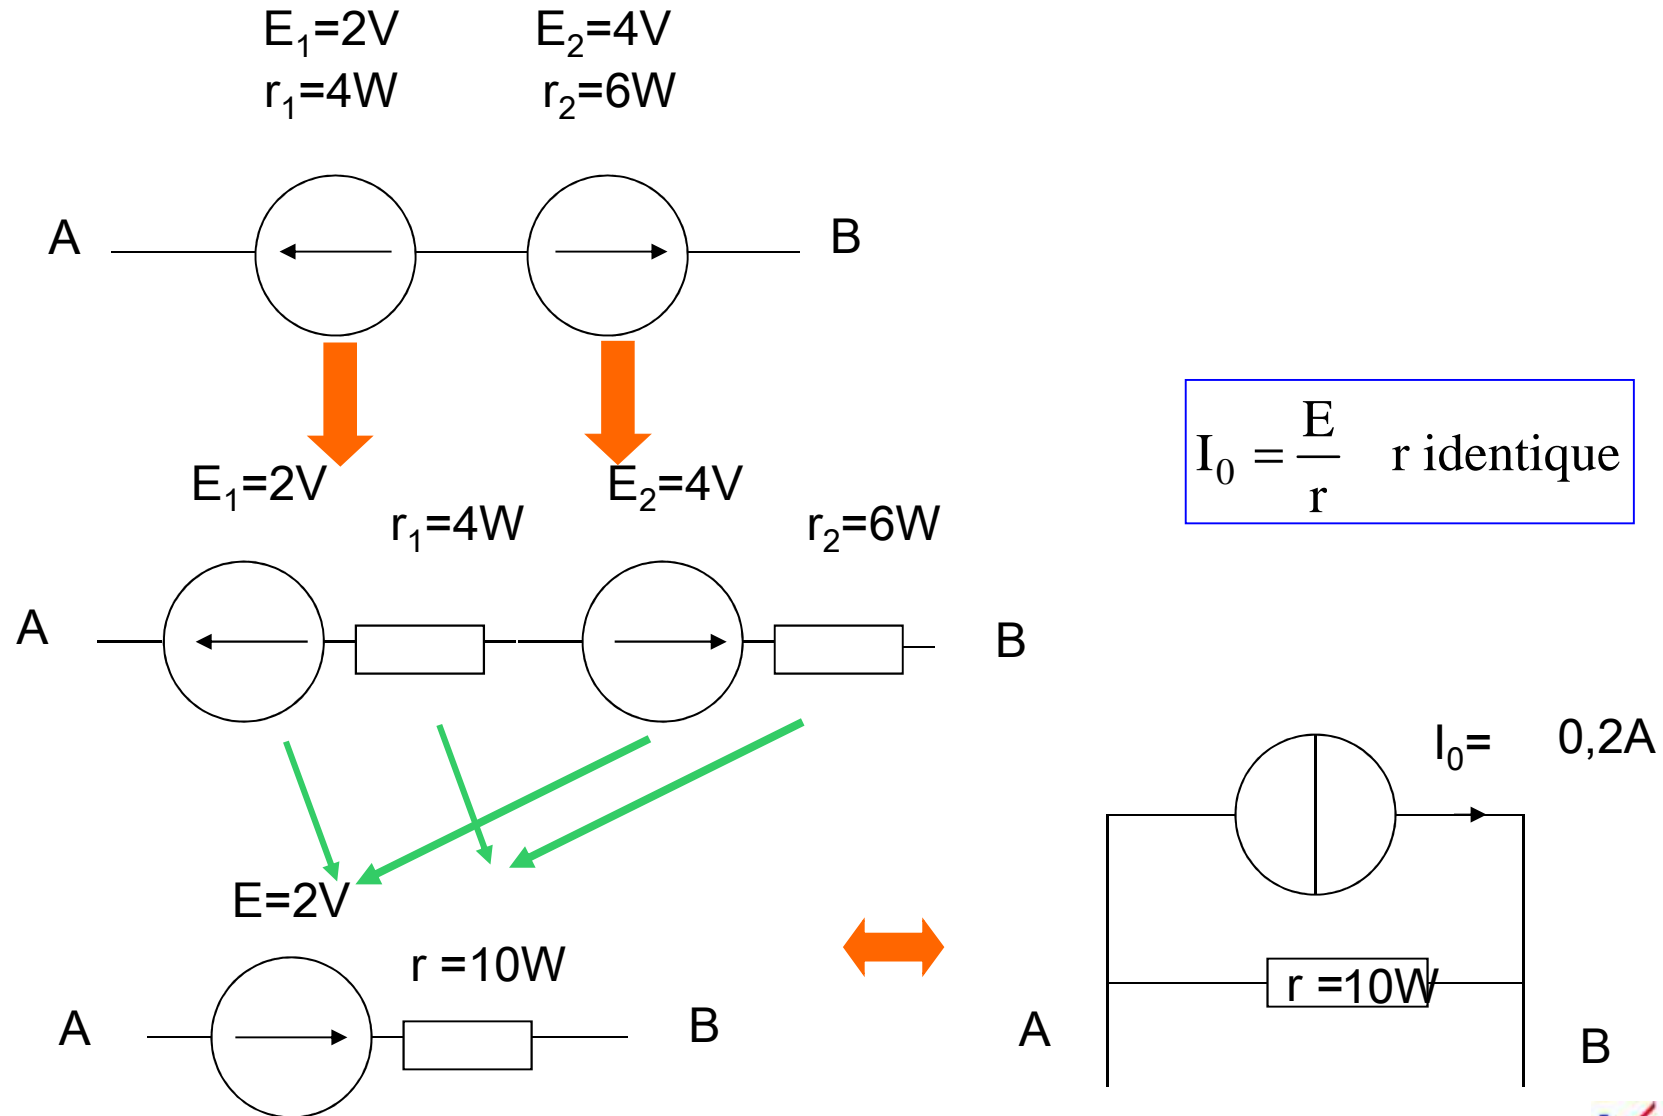 E₁=2V E₂=4V
r₁=4W r₂=6W
A B
E₁=2V E₂=4V
r₁=4W r₂=6W
A B
I₀ = E/r r identique
E=2V
r =10W
A B
I₀= 0,2A
r =10W
A B